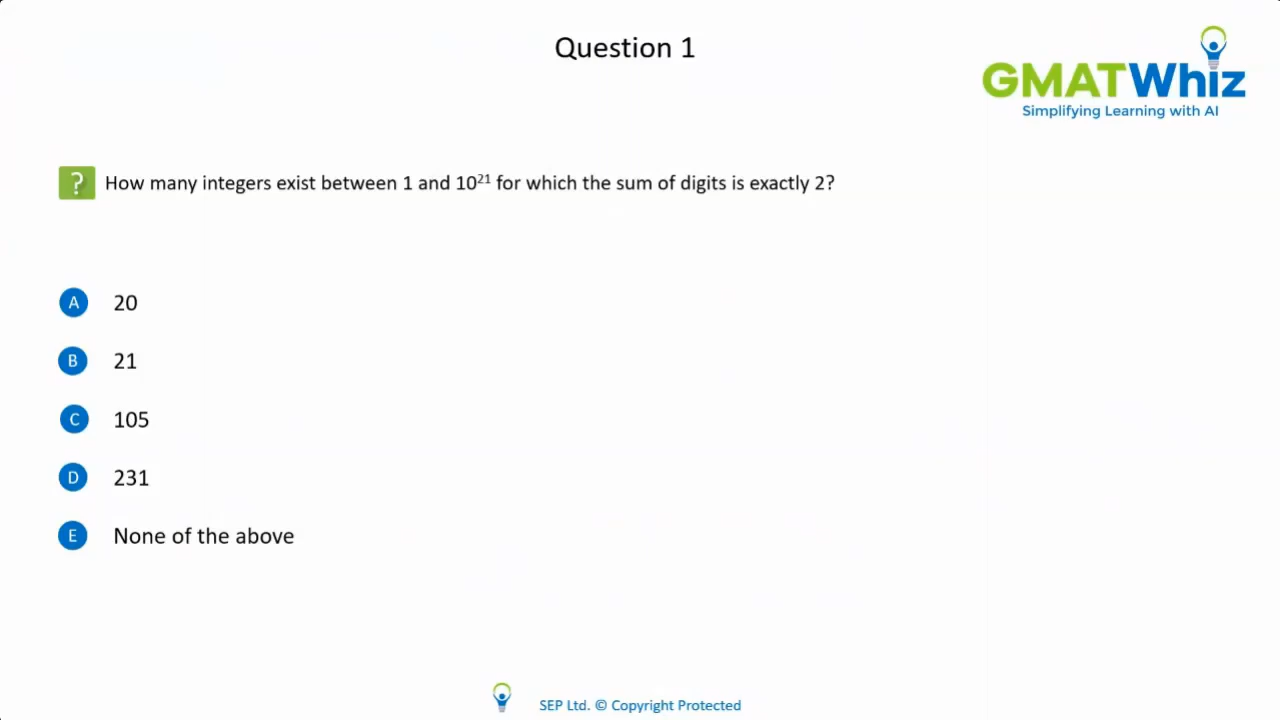 Question 1
GMATWhiz
Simplifying Learning with AI
? How many integers exist between 1 and 10²¹ for which the sum of digits is exactly 2?
A 20
B 21
C 105
D 231
E None of the above
SEP Ltd. © Copyright Protected